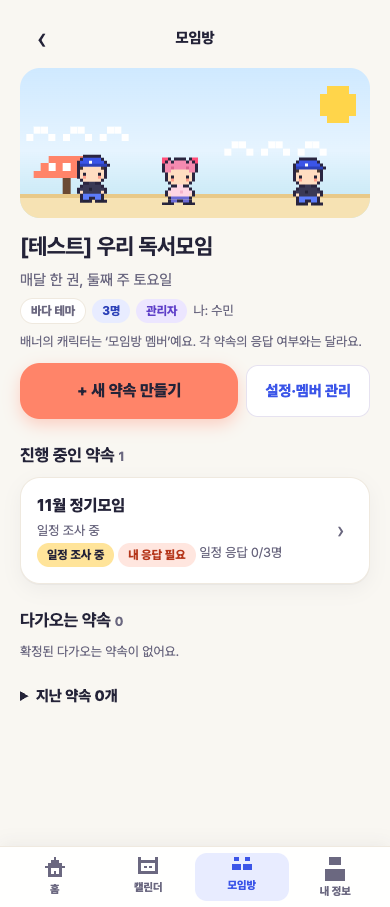 ‹ 모임방
[테스트] 우리 독서모임
매달 한 권, 둘째 주 토요일
바다 테마 3명 관리자 나: 수민
배너의 캐릭터는 ‘모임방 멤버’예요. 각 약속의 응답 여부와는 달라요.
+ 새 약속 만들기 설정·멤버 관리
진행 중인 약속 1
11월 정기모임
일정 조사 중
일정 조사 중 내 응답 필요 일정 응답 0/3명 ›
다가오는 약속 0
확정된 다가오는 약속이 없어요.
▶ 지난 약속 0개
홈 캘린더 모임방 내 정보